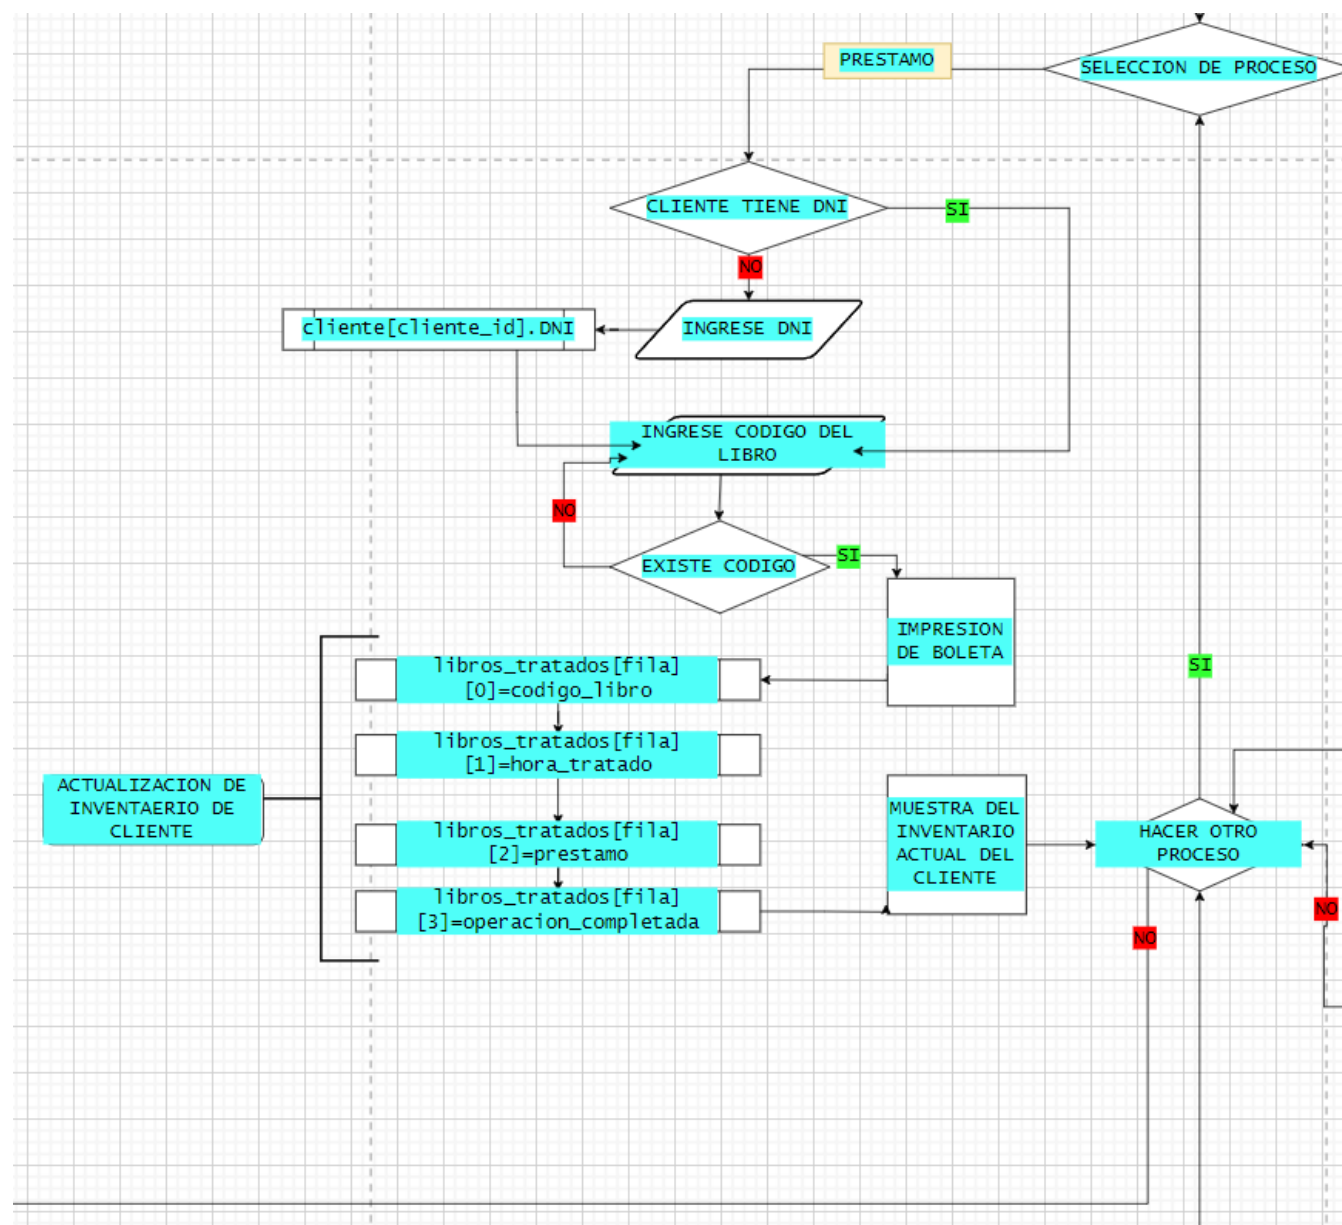 PRESTAMO
SELECCION DE PROCESO
CLIENTE TIENE DNI
SI
NO
cliente[cliente_id].DNI
INGRESE DNI
INGRESE CODIGO DEL
LIBRO
NO
EXISTE CODIGO
SI
IMPRESION
DE BOLETA
libros_tratados[fila]
[0]=codigo_libro
SI
libros_tratados[fila]
[1]=hora_tratado
ACTUALIZACION DE
INVENTAERIO DE
CLIENTE
libros_tratados[fila]
[2]=prestamo
libros_tratados[fila]
[3]=operacion_completada
MUESTRA DEL
INVENTARIO
ACTUAL DEL
CLIENTE
HACER OTRO
PROCESO
NO
NO